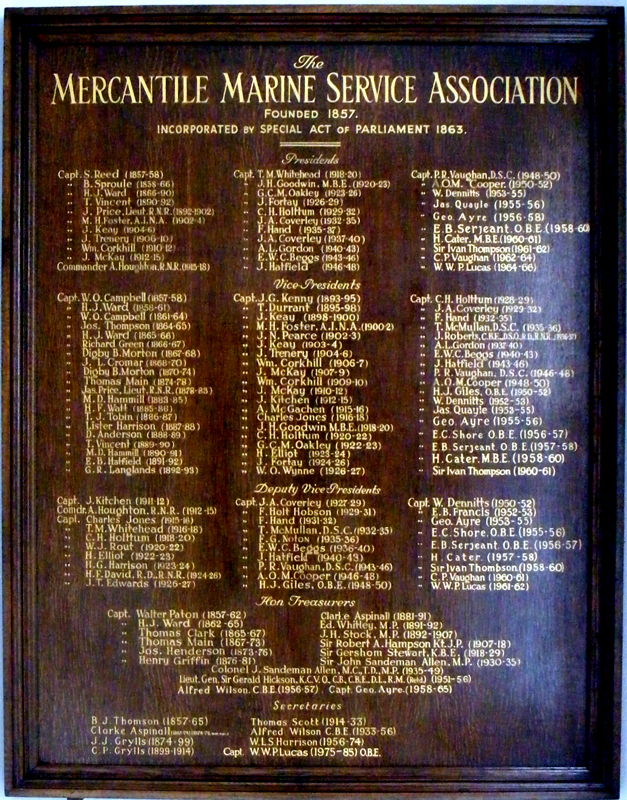 The
MERCANTILE MARINE SERVICE ASSOCIATION
FOUNDED 1857.
INCORPORATED BY SPECIAL ACT OF PARLIAMENT 1863.
Presidents
Capt. S. Reed (1857-58)
" B. Sproule (1858-66)
" H. J. Ward (1866-90)
" T. Vincent (1890-92)
" J. Price, Lieut. R.N.R. (1892-1902)
" M. H. Foster, A.I.N.A. (1902-4)
" J. Keay (1904-6)
" J. Trenery (1906-10)
" Wm. Corkhill (1910-12)
" J. McKay (1912-15)
Commander A. Houghton, R.N.R. (1915-18)
Capt. T. M. Whitehead (1918-20)
" J. H. Goodwin, M.B.E. (1920-23)
" G. C. M. Oakley (1923-26)
" J. Fortay (1926-29)
" C. H. Holttum (1929-32)
" J. A. Coverley (1932-35)
" F. Hand (1935-37)
" J. A. Coverley (1937-40)
" A. L. Gordon (1940-43)
" E. W. C. Beggs (1943-46)
" J. Hatfield (1946-48)
Capt. P. R. Vaughan, D.S.C. (1948-50)
" A. O. M. Cooper. (1950-52)
" W. Dennitts (1953-55)
" Jas. Quayle (1955-56)
" Geo. Ayre (1956-58)
" E. B. Serjeant. O.B.E. (1958-60)
" H. Cater. M.B.E. (1960-61)
" Sir Ivan Thompson (1961-62)
" C. P. Vaughan (1962-64)
" W. W. P. Lucas (1964-66)
Vice-Presidents
Capt. W. O. Campbell (1857-58)
" H. J. Ward (1858-61)
" W. O. Campbell (1861-64)
" Jos. Thompson (1864-65)
" H. J. Ward (1865-66)
" Richard Green (1866-67)
" Digby B. Morton (1867-68)
" J. L. Cromar (1868-70)
" Digby B. Morton (1870-74)
" Thomas Main (1874-78)
" Jas. Price, Lieut. R.N.R. (1878-83)
" M. D. Hammill (1883-85)
" H. F. Watt (1885-86)
" T. J. Tobin (1886-87)
" Lister Harrison (1887-88)
" D. Anderson (1888-89)
" T. Vincent (1889-90)
" M. D. Hammill (1890-91)
" E. B. Hatfield (1891-92)
" G. R. Langlands (1892-93)
Capt. J. G. Kenny (1893-95)
" T. Durrant (1895-98)
" J. Keay (1898-1900)
" M. H. Foster, A.I.N.A. (1900-2)
" J. N. Pearce (1902-3)
" J. Keay (1903-4)
" J. Trenery (1904-6)
" Wm. Corkhill (1906-7)
" J. McKay (1907-9)
" Wm. Corkhill (1909-10)
" J. McKay (1910-12)
" J. Kitchen (1912-15)
" A. McGachen (1915-16)
" Charles Jones (1916-18)
" J. H. Goodwin M.B.E. (1918-20)
" C. H. Holttum (1920-22)
" G. C. M. Oakley (1922-23)
" H. Elliot (1923-24)
" J. Fortay (1924-26)
" W. O. Wynne (1926-27)
Capt. C. H. Holttum (1928-29)
" J. A. Coverley (1929-32)
" F. Hand (1932-35)
" T. McMullan, D.S.C. (1935-36)
" J. Roberts, C.B.E., D.S.O., R.D., R.N.R.
" A. L. Gordon (1937-40)
" E. W. C. Beggs (1940-43)
" J. Hatfield (1943-46)
" P. R. Vaughan, D.S.C. (1946-48)
" A. O. M. Cooper (1948-50)
" H. J. Giles, O.B.E. (1950-52)
" W. Dennitts (1952-53)
" Jas. Quayle (1953-55)
" Geo. Ayre (1955-56)
" E. C. Shore O.B.E. (1956-57)
" E. B. Serjeant. O.B.E. (1957-58)
" H. Cater, M.B.E. (1958-60)
" Sir Ivan Thompson (1960-61)
Deputy Vice-Presidents
Capt. J. Kitchen (1911-12)
Comdr. A. Houghton, R.N.R. (1912-15)
Capt. Charles Jones (1915-16)
" T. M. Whitehead (1916-18)
" C. H. Holttum (1918-20)
" W. J. Rout (1920-22)
" H. Elliot (1922-23)
" H. G. Harrison (1923-24)
" H. F. David, R.D., R.N.R. (1924-26)
" J. T. Edwards (1926-27)
Capt. J. A. Coverley (1927-29)
" F. Holt Hobson (1929-31)
" F. Hand (1931-32)
" T. McMullan, D.S.C. (1932-35)
" F. G. Noton (1935-36)
" E. W. C. Beggs (1936-40)
" J. Hatfield (1940-43)
" P. R. Vaughan, D.S.C. (1943-46)
" A. O. M. Cooper (1946-48)
" H. J. Giles, O.B.E. (1948-50)
Capt. W. Dennitts (1950-52)
" E. B. Francis (1952-53)
" Geo. Ayre (1953-55)
" E. C. Shore. O.B.E. (1955-56)
" E. B. Serjeant. O.B.E. (1956-57)
" H. Cater (1957-58)
" Sir Ivan Thombson (1958-60)
" C. P. Vaughan (1960-61)
" W. W. P. Lucas (1961-62)
Hon Treasurers
Capt. Walter Paton (1857-62)
" H. J. Ward (1862-65)
" Thomas Clark (1865-67)
" Thomas Main (1867-73)
" Jos. Henderson (1873-76)
" Henry Griffin (1876-81)
Clarke Aspinall (1881-91)
Ed. Whitley, M.P. (1891-92)
J. H. Stock, M.P. (1892-1907)
Sir Robert A. Hampson Kt. J.P. (1907-18)
Sir Gershom Stewart, K.B.E. (1918-29)
Sir John Sandeman Allen, M.P. (1930-35)
Colonel J. Sandeman Allen, M.C., T.D., M.P. (1935-49)
Lieut. Gen. Sir Gerald Hickson, K.C.V.O., C.B., C.B.E., D.L., R.M. (Retd) (1951-56)
Alfred Wilson. C.B.E (1956-57) Capt. Geo. Ayre. (1958-65)
Secretaries
B. J. Thomson (1857-65)
Clarke Aspinall
J. J. Grylls (1874-99)
C. P. Grylls (1899-1914)
Thomas Scott (1914-33)
Alfred Wilson C.B.E (1933-56)
W. L. S. Harrison (1956-74)
Capt. W. W. P. Lucas (1975-85) O.B.E.